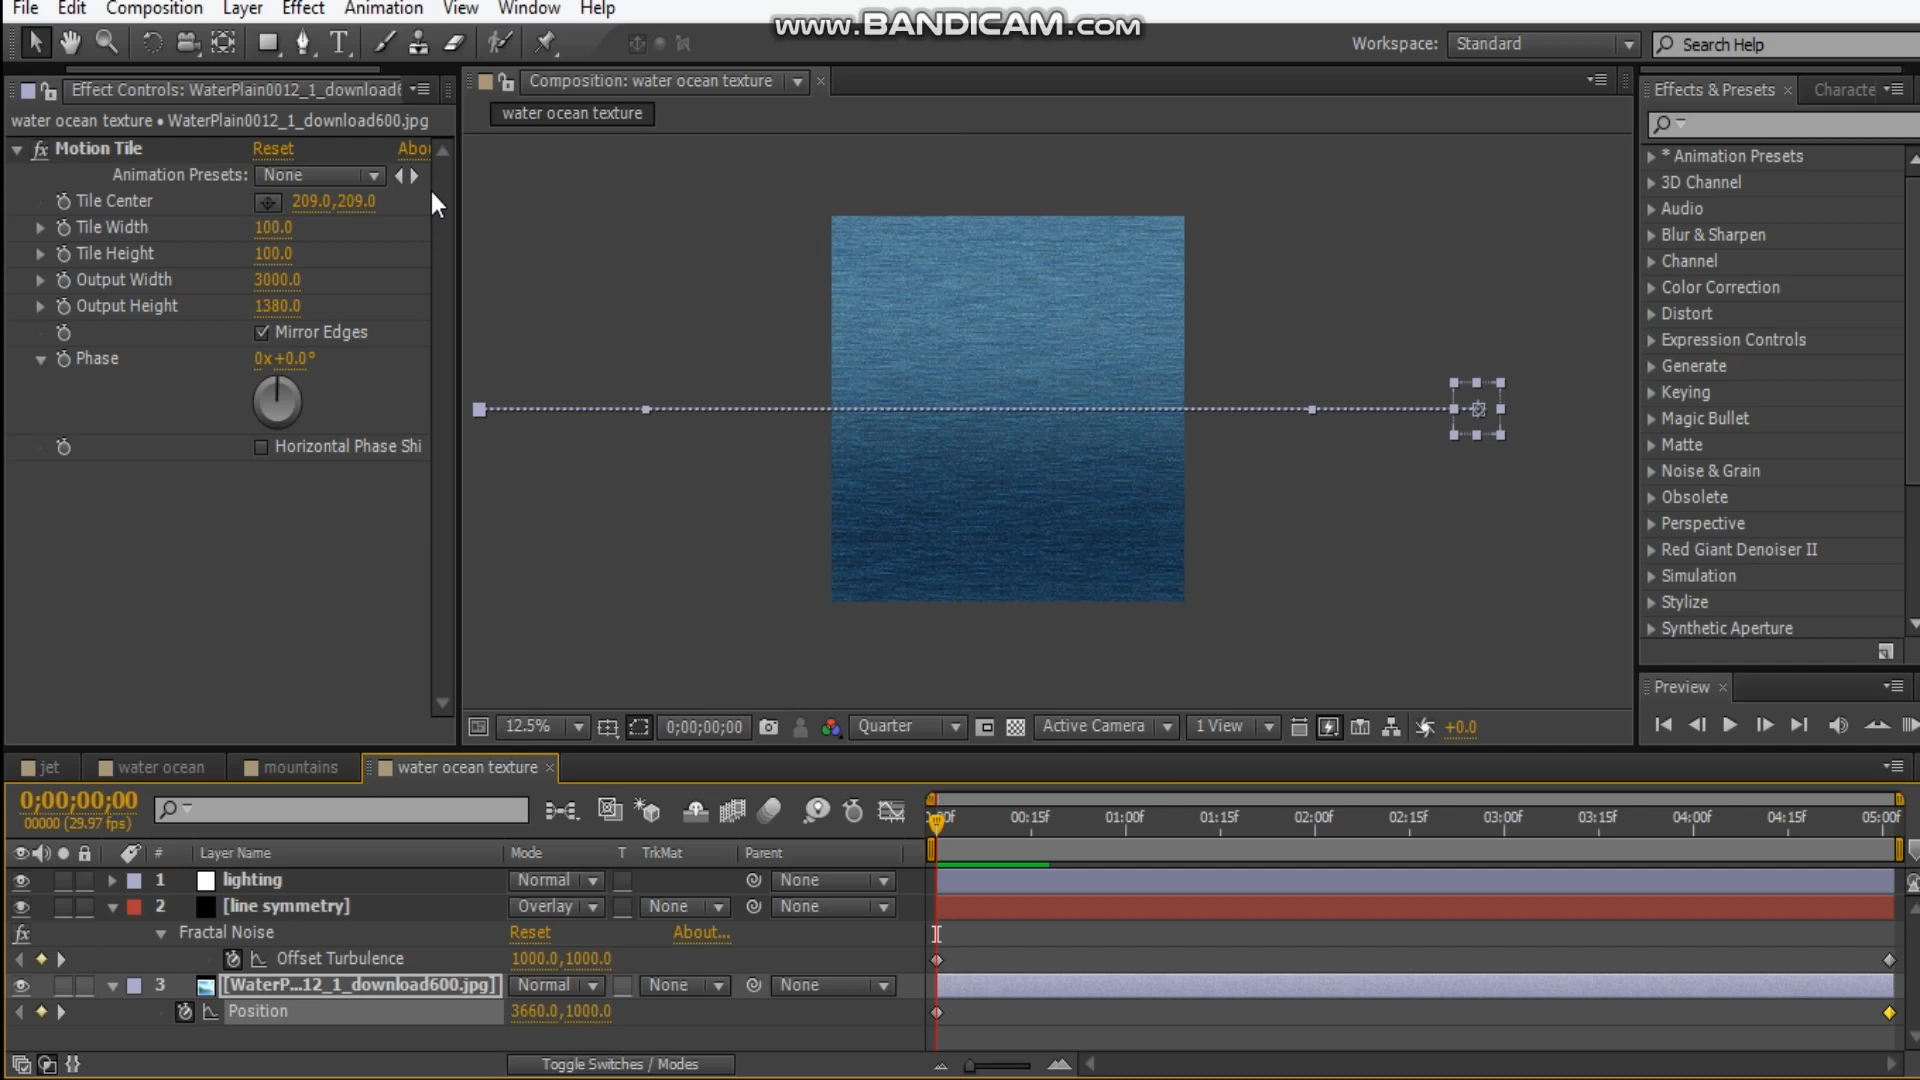 File Edit Composition Layer Effect Animation View Window Help
www.BANDICAM.com
Workspace: Standard Search Help
Effect Controls: WaterPlain0012_1_download6
Composition: water ocean texture
Effects & Presets
Characte
water ocean texture • WaterPlain0012_1_download600.jpg
water ocean texture
fx Motion Tile Reset Abou
Animation Presets: None
Tile Center 209.0,209.0
Tile Width 100.0
Tile Height 100.0
Output Width 3000.0
Output Height 1380.0
Mirror Edges
Phase 0x+0.0°
Horizontal Phase Shi
* Animation Presets
3D Channel
Audio
Blur & Sharpen
Channel
Color Correction
Distort
Expression Controls
Generate
Keying
Magic Bullet
Matte
Noise & Grain
Obsolete
Perspective
Red Giant Denoiser II
Simulation
Stylize
Synthetic Aperture
Preview
12.5% 0;00;00;00 Quarter Active Camera 1 View +0.0
jet water ocean mountains water ocean texture
0;00;00;00
00000 (29.97 fps)
00f 00:15f 01:00f 01:15f 02:00f 02:15f 03:00f 03:15f 04:00f 04:15f 05:00f
# Layer Name Mode T TrkMat Parent
1 lighting Normal None
2 [line symmetry] Overlay None None
fx Fractal Noise Reset About...
Offset Turbulence 1000.0,1000.0
3 [WaterP...12_1_download600.jpg] Normal None None
Position 3660.0,1000.0
Toggle Switches / Modes